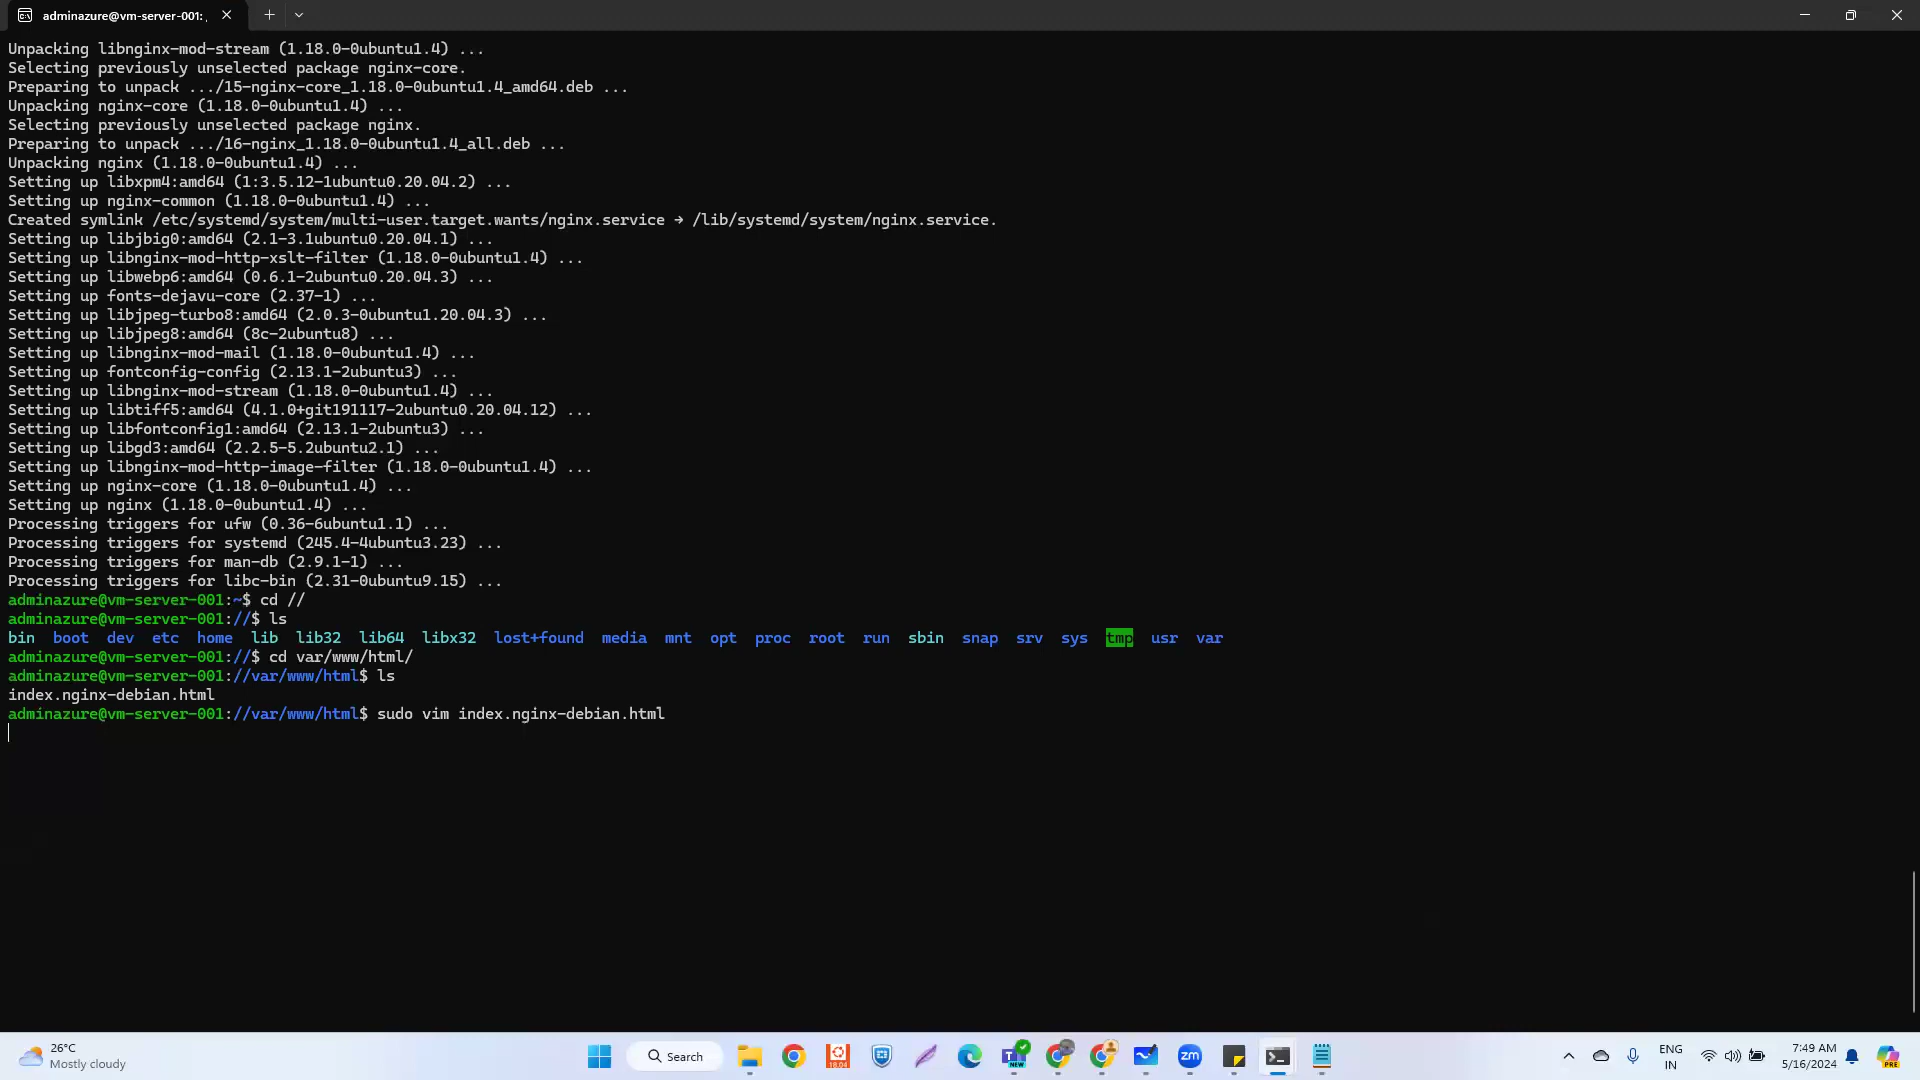 adminazure@vm-server-001: .
Unpacking libnginx-mod-stream (1.18.0-0ubuntu1.4) ...
Selecting previously unselected package nginx-core.
Preparing to unpack .../15-nginx-core_1.18.0-0ubuntu1.4_amd64.deb ...
Unpacking nginx-core (1.18.0-0ubuntu1.4) ...
Selecting previously unselected package nginx.
Preparing to unpack .../16-nginx_1.18.0-0ubuntu1.4_all.deb ...
Unpacking nginx (1.18.0-0ubuntu1.4) ...
Setting up libxpm4:amd64 (1:3.5.12-1ubuntu0.20.04.2) ...
Setting up nginx-common (1.18.0-0ubuntu1.4) ...
Created symlink /etc/systemd/system/multi-user.target.wants/nginx.service → /lib/systemd/system/nginx.service.
Setting up libjbig0:amd64 (2.1-3.1ubuntu0.20.04.1) ...
Setting up libnginx-mod-http-xslt-filter (1.18.0-0ubuntu1.4) ...
Setting up libwebp6:amd64 (0.6.1-2ubuntu0.20.04.3) ...
Setting up fonts-dejavu-core (2.37-1) ...
Setting up libjpeg-turbo8:amd64 (2.0.3-0ubuntu1.20.04.3) ...
Setting up libjpeg8:amd64 (8c-2ubuntu8) ...
Setting up libnginx-mod-mail (1.18.0-0ubuntu1.4) ...
Setting up fontconfig-config (2.13.1-2ubuntu3) ...
Setting up libnginx-mod-stream (1.18.0-0ubuntu1.4) ...
Setting up libtiff5:amd64 (4.1.0+git191117-2ubuntu0.20.04.12) ...
Setting up libfontconfig1:amd64 (2.13.1-2ubuntu3) ...
Setting up libgd3:amd64 (2.2.5-5.2ubuntu2.1) ...
Setting up libnginx-mod-http-image-filter (1.18.0-0ubuntu1.4) ...
Setting up nginx-core (1.18.0-0ubuntu1.4) ...
Setting up nginx (1.18.0-0ubuntu1.4) ...
Processing triggers for ufw (0.36-6ubuntu1.1) ...
Processing triggers for systemd (245.4-4ubuntu3.23) ...
Processing triggers for man-db (2.9.1-1) ...
Processing triggers for libc-bin (2.31-0ubuntu9.15) ...
adminazure@vm-server-001:~$ cd //
adminazure@vm-server-001://$ ls
bin boot dev etc home lib lib32 lib64 libx32 lost+found media mnt opt proc root run sbin snap srv sys tmp usr var
adminazure@vm-server-001://$ cd var/www/html/
adminazure@vm-server-001://var/www/html$ ls
index.nginx-debian.html
adminazure@vm-server-001://var/www/html$ sudo vim index.nginx-debian.html
26°C
Mostly cloudy
Search
18.04
NEW
zm
ENG
IN
7:49 AM
5/16/2024
PRE